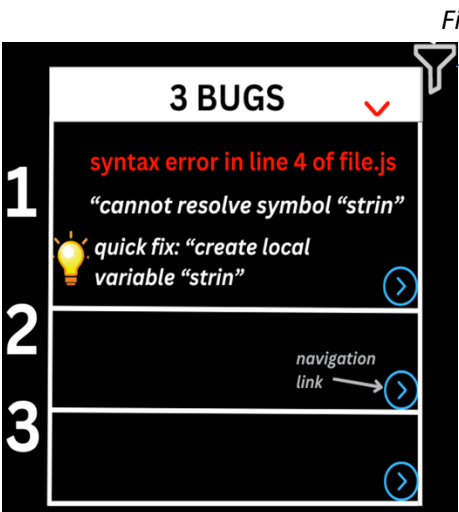 Fi
3 BUGS
1
syntax error in line 4 of file.js
“cannot resolve symbol “strin”
quick fix: “create local
variable “strin”
2
navigation
link
3